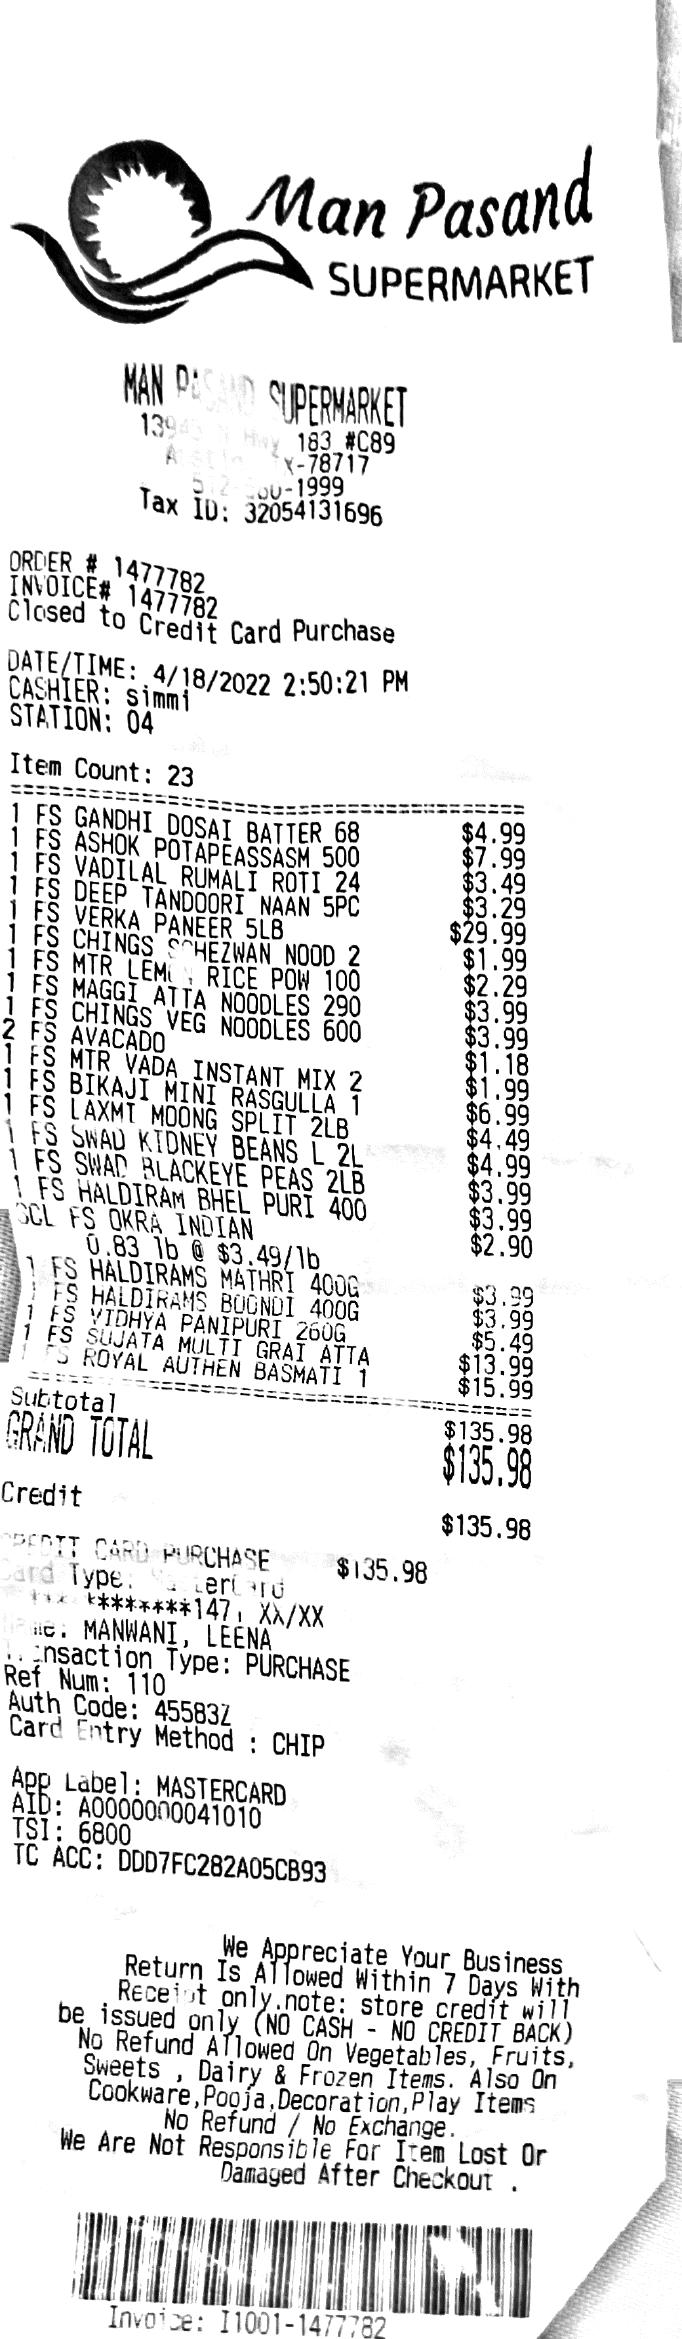 Man Pasand
SUPERMARKET
MAN SUPERMARKET
183 #C89
78717
1999
Tax ID: 32054131696
ORDER # 1477782
INVOICE# 1477782
Closed to Credit Card Purchase
DATE/TIME: 4/18/2022 2:50:21 PM
CASHIER: simmi
STATION: 04
Item Count: 23
1 FS GANDHI DOSAI BATTER 68 $4.99
1 FS ASHOK POTAPEASSASM 500 $7.99
1 FS VADILAL RUMALI ROTI 24 $3.49
1 FS DEEP TANDOORI NAAN 5PC $3.29
1 FS VERKA PANEER 5LB $29.99
1 FS CHINGS SCHEZWAN NOOD 2 $1.99
1 FS MTR LEMON RICE POW 100 $2.29
1 FS MAGGI ATTA NOODLES 290 $3.99
1 FS CHINGS VEG NOODLES 600 $3.99
2 FS AVACADO $1.18
1 FS MTR VADA INSTANT MIX 2 $1.99
1 FS BIKAJI MINI RASGULLA 1 $6.99
1 FS LAXMI MOONG SPLIT 2LB $4.49
1 FS SWAD KIDNEY BEANS L 2L $4.99
1 FS SWAD BLACKEYE PEAS 2LB $3.99
1 FS HALDIRAM BHEL PURI 400 $3.99
SCL FS OKRA INDIAN $2.90
0.83 lb @ $3.49/lb
1 FS HALDIRAMS MATHRI 400G $3.99
1 FS HALDIRAMS BOONDI 400G $3.99
1 FS VIDHYA PANIPURI 260G $5.49
1 FS SUJATA MULTI GRAI ATTA $13.99
1 FS ROYAL AUTHEN BASMATI 1 $15.99
Subtotal $135.98
GRAND TOTAL $135.98
Credit $135.98
CREDIT CARD PURCHASE $135.98
Card Type: MasterCard
XX/XX
Name: MANWANI, LEENA
Transaction Type: PURCHASE
Ref Num: 110
Auth Code: 45583Z
Card Entry Method : CHIP
App Label: MASTERCARD
AID: A0000000041010
TSI: 6800
TC ACC: DDD7FC282A05CB93
We Appreciate Your Business
Return Is Allowed Within 7 Days With
Receipt only.note: store credit will
be issued only (NO CASH - NO CREDIT BACK)
No Refund Allowed On Vegetables, Fruits,
Sweets , Dairy & Frozen Items. Also On
Cookware,Pooja,Decoration,Play Items
No Refund / No Exchange.
We Are Not Responsible For Item Lost Or
Damaged After Checkout .
Invoice: I1001-1477782